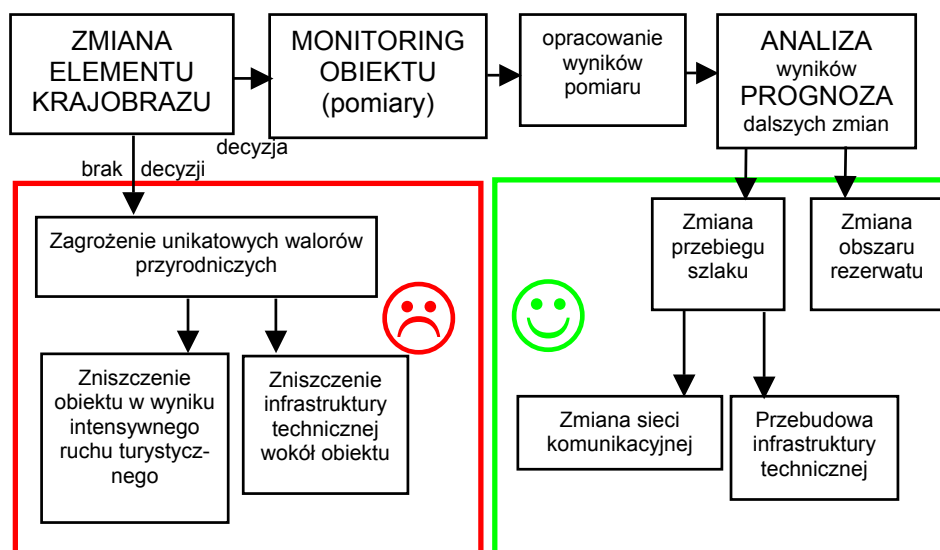 ZMIANA
ELEMENTU
KRAJOBRAZU
MONITORING
OBIEKTU
(pomiary)
opracowanie
wyników
pomiaru
ANALIZA
wyników
PROGNOZA
dalszych zmian
decyzja
brak decyzji
Zagrożenie unikatowych walorów
przyrodniczych
Zniszczenie
obiektu w wyniku
intensywnego
ruchu turystycz-
nego
Zniszczenie
infrastruktury
technicznej
wokół obiektu
Zmiana
przebiegu
szlaku
Zmiana
obszaru
rezerwatu
Zmiana sieci
komunikacyjnej
Przebudowa
infrastruktury
technicznej